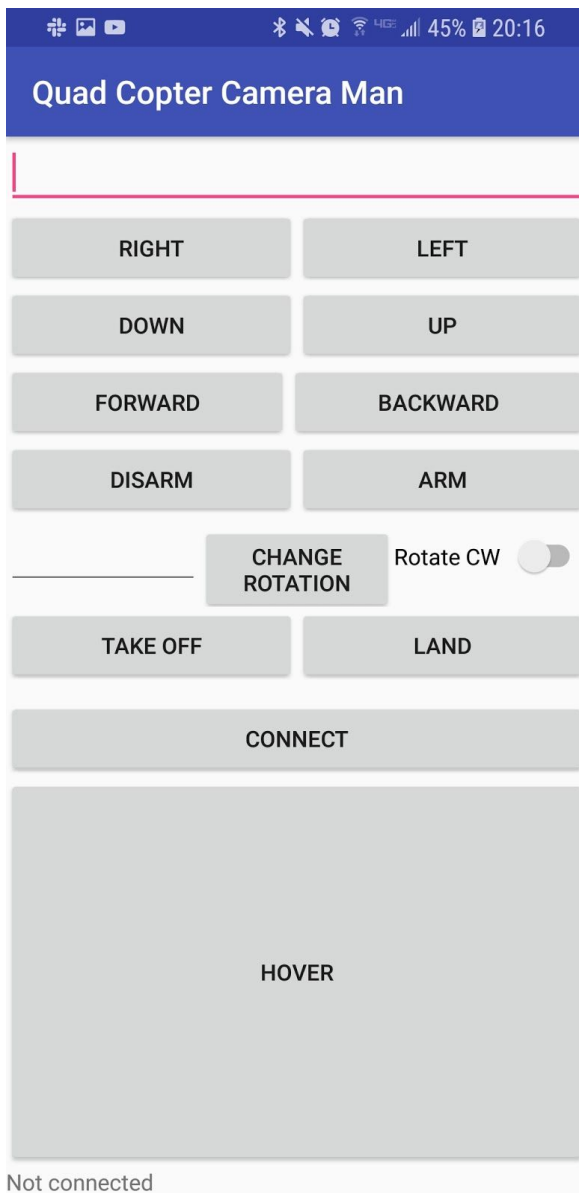 4GE 45% 20:16
Quad Copter Camera Man
RIGHT LEFT
DOWN UP
FORWARD BACKWARD
DISARM ARM
CHANGE Rotate CW
ROTATION
TAKE OFF LAND
CONNECT
HOVER
Not connected